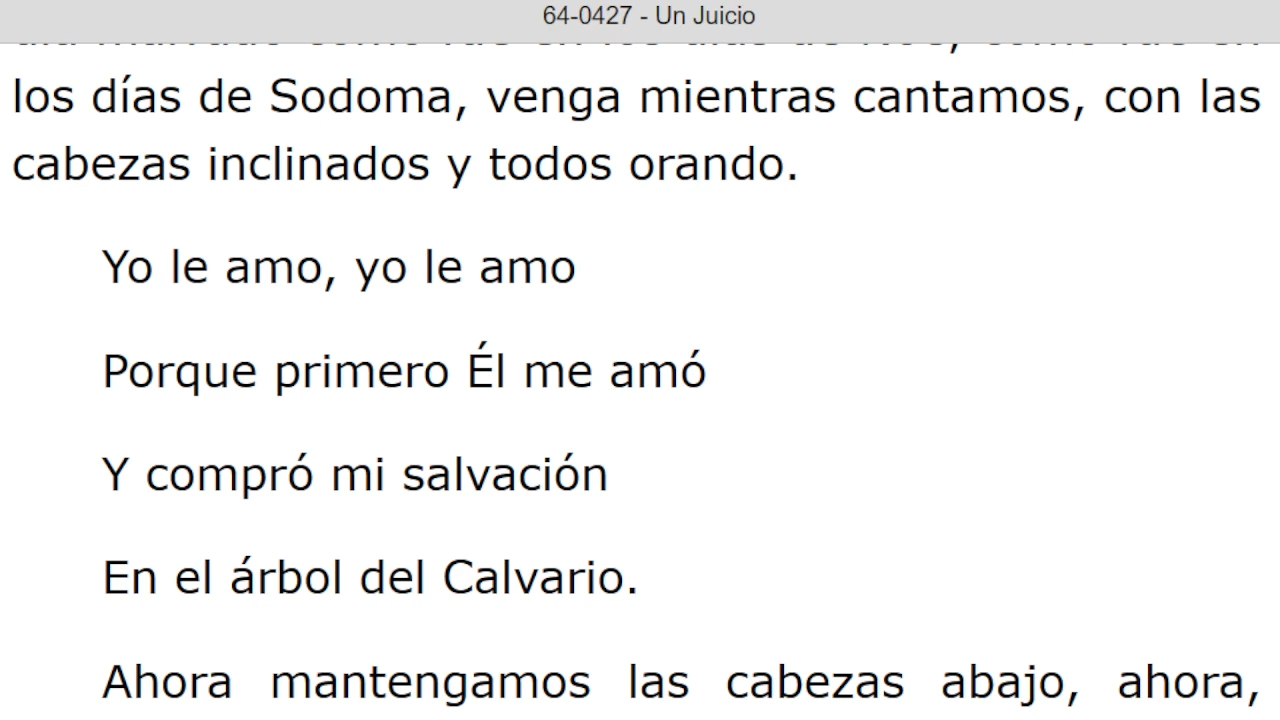 64-0427 - Un Juicio
los días de Sodoma, venga mientras cantamos, con las
cabezas inclinados y todos orando.
Yo le amo, yo le amo
Porque primero Él me amó
Y compró mi salvación
En el árbol del Calvario.
Ahora mantengamos las cabezas abajo, ahora,